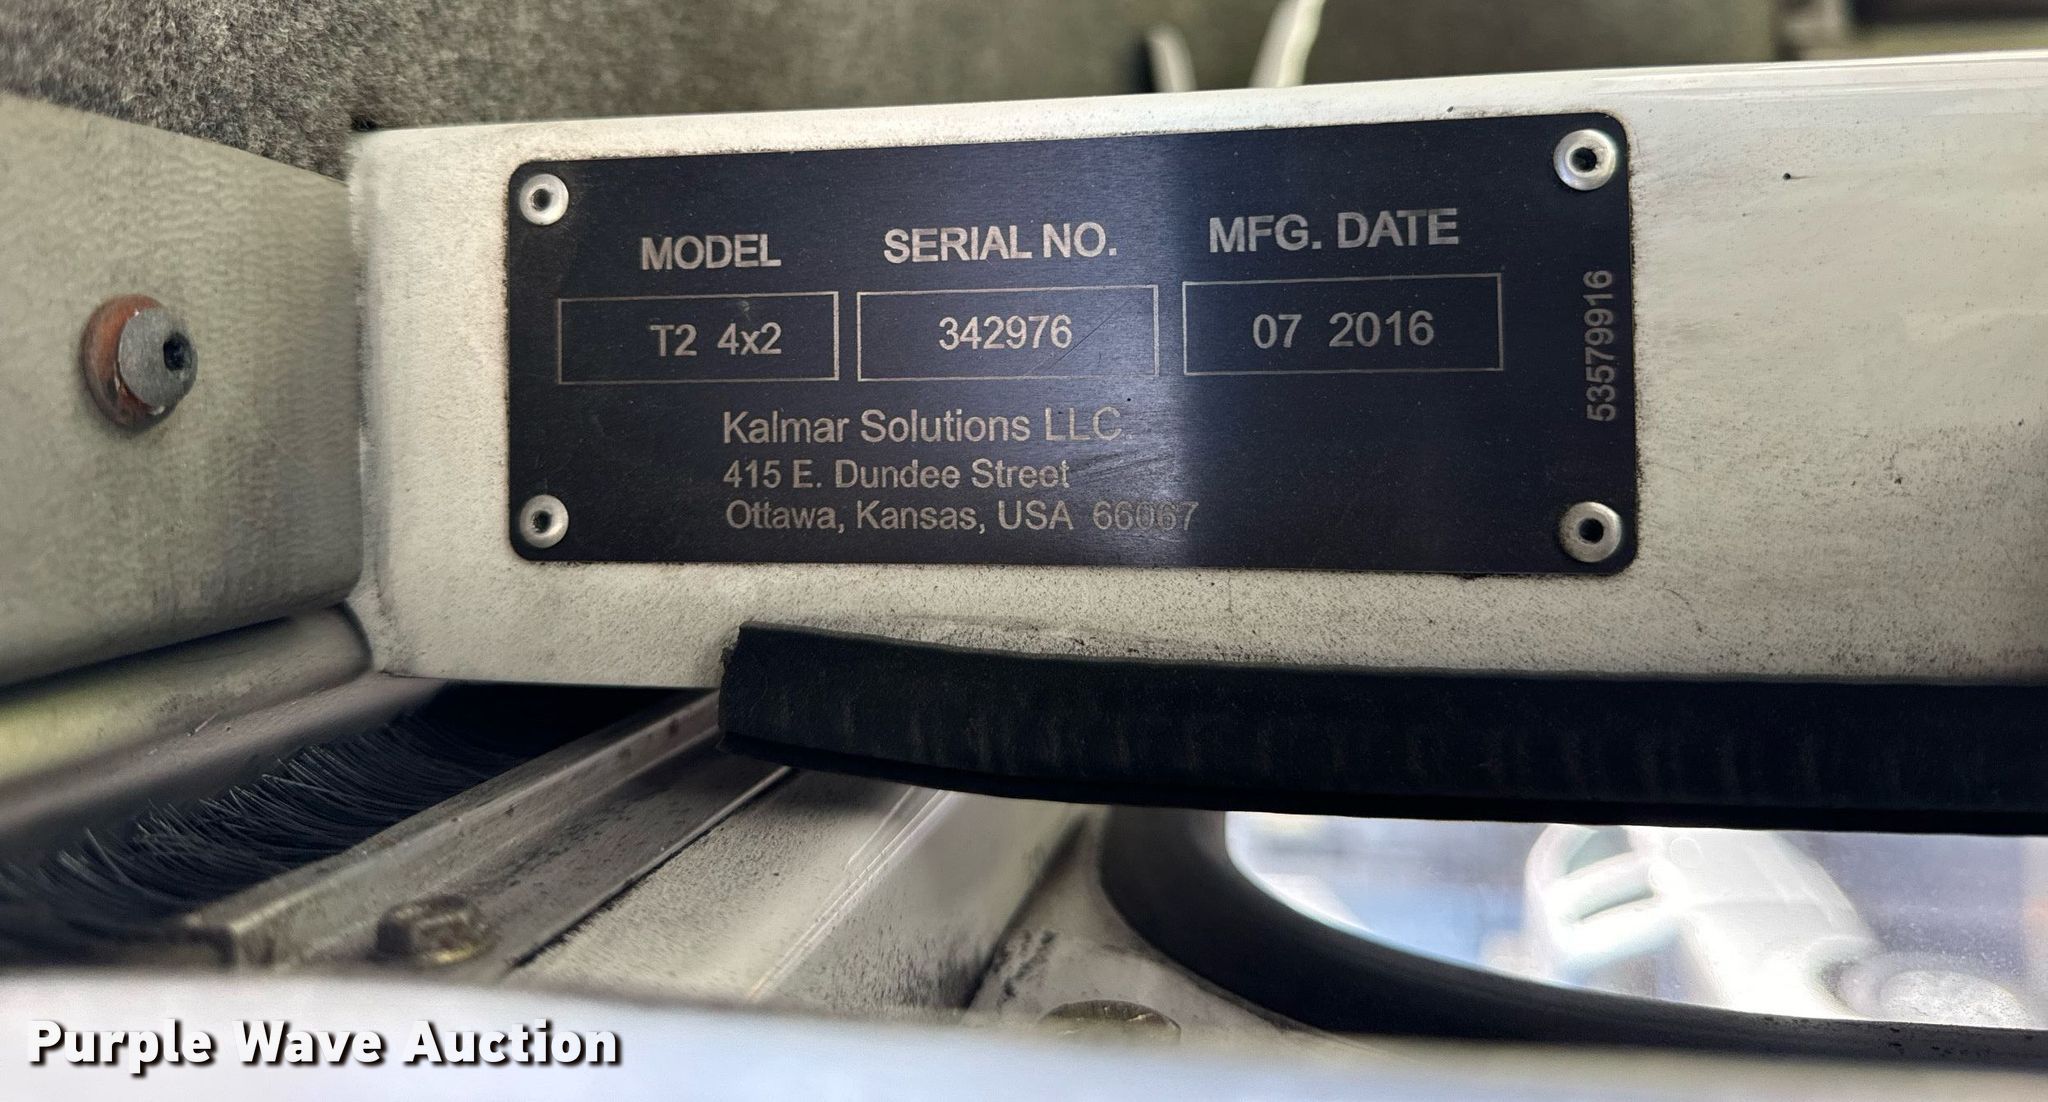 MODEL SERIAL NO. MFG. DATE
T2 4x2 342976 07 2016
Kalmar Solutions LLC.
415 E. Dundee Street
Ottawa, Kansas, USA 66067
53579916
Purple Wave Auction